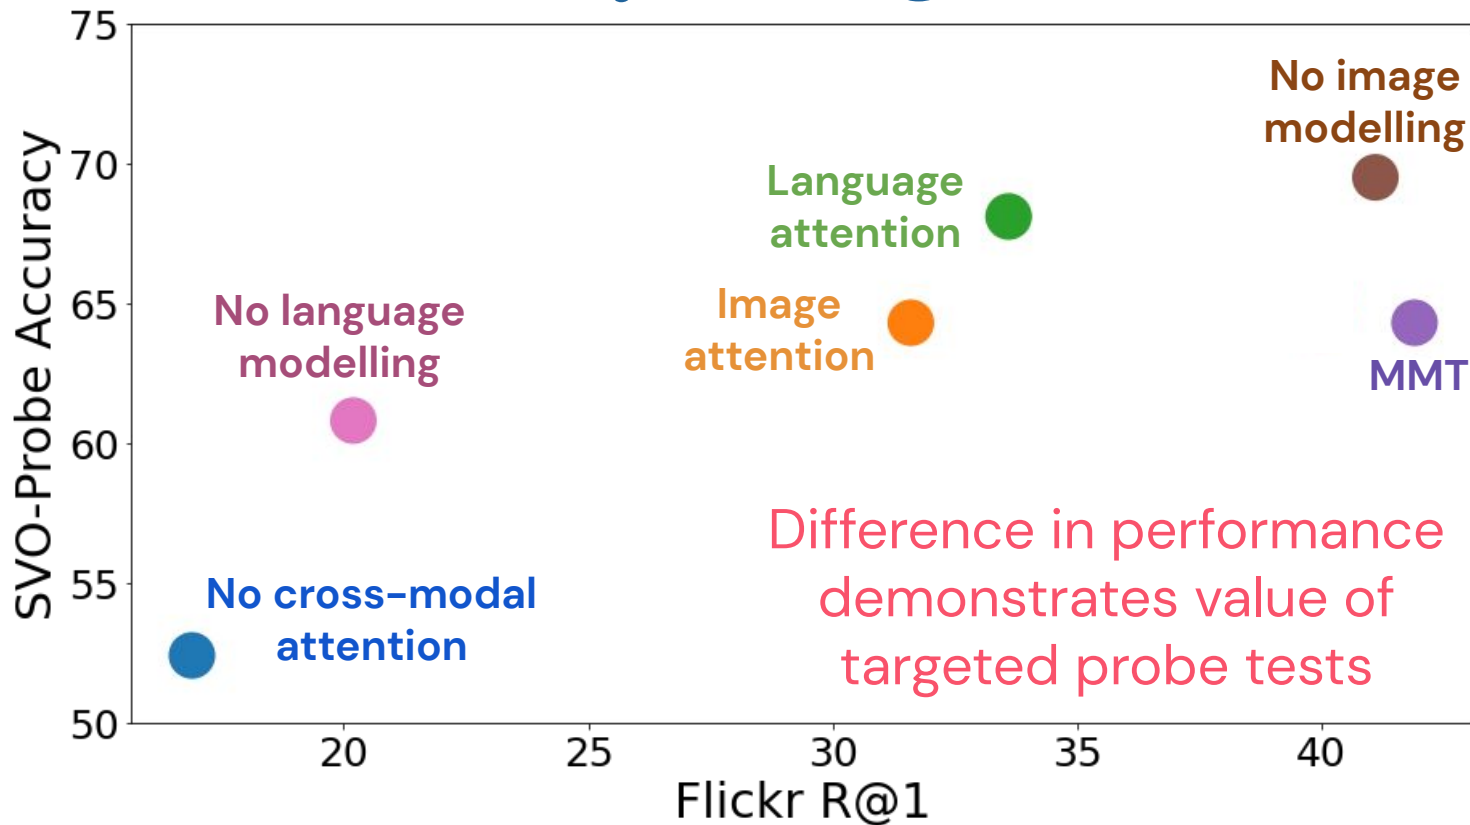 75
70
65
60
55
50
SVO-Probe Accuracy
No image
modelling
Language
attention
Image
attention
No language
modelling
MMT
No cross-modal
attention
Difference in performance
demonstrates value of
targeted probe tests
20
25
30
35
40
Flickr R@1